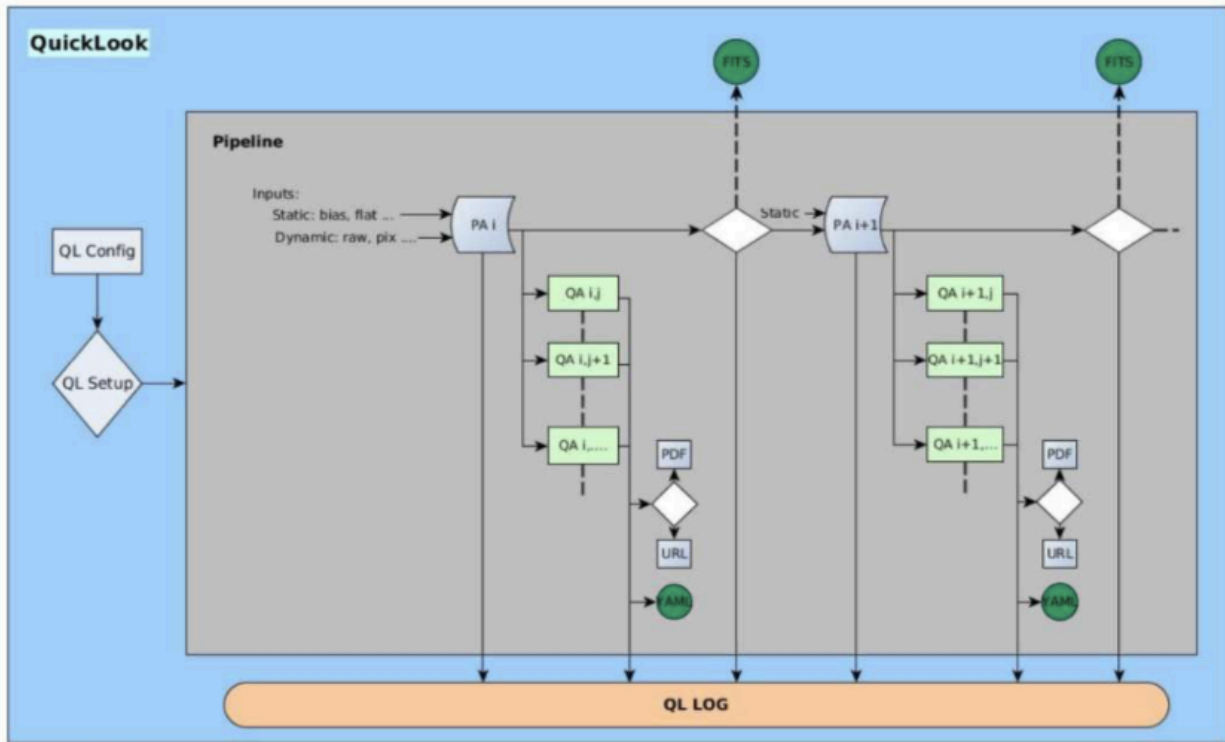 QuickLook
FITS
FITS
Pipeline
Inputs:
Static: bias, flat ...
Dynamic: raw, pix ....
PA i
Static
PA i+1
QL Config
QL Setup
QA i,j
QA i,j+1
QA i,....
QA i+1,j
QA i+1,j+1
QA i+1,...
PDF
URL
YAML
PDF
URL
YAML
QL LOG